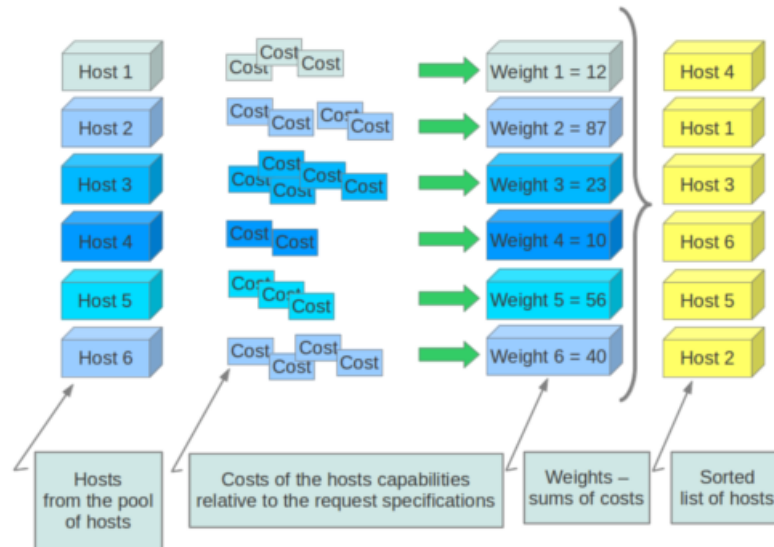 Host 1
Cost
Cost
Cost
Weight 1 = 12
Host 4
Host 2
Cost
Cost
Cost
Cost
Weight 2 = 87
Host 1
Host 3
Cost
Cost
Cost
Cost
Cost
Weight 3 = 23
Host 3
Host 4
Cost
Cost
Weight 4 = 10
Host 6
Host 5
Cost
Cost
Cost
Weight 5 = 56
Host 5
Host 6
Cost
Cost
Cost
Cost
Weight 6 = 40
Host 2
Hosts
from the pool
of hosts
Costs of the hosts capabilities
relative to the request specifications
Weights –
sums of costs
Sorted
list of hosts